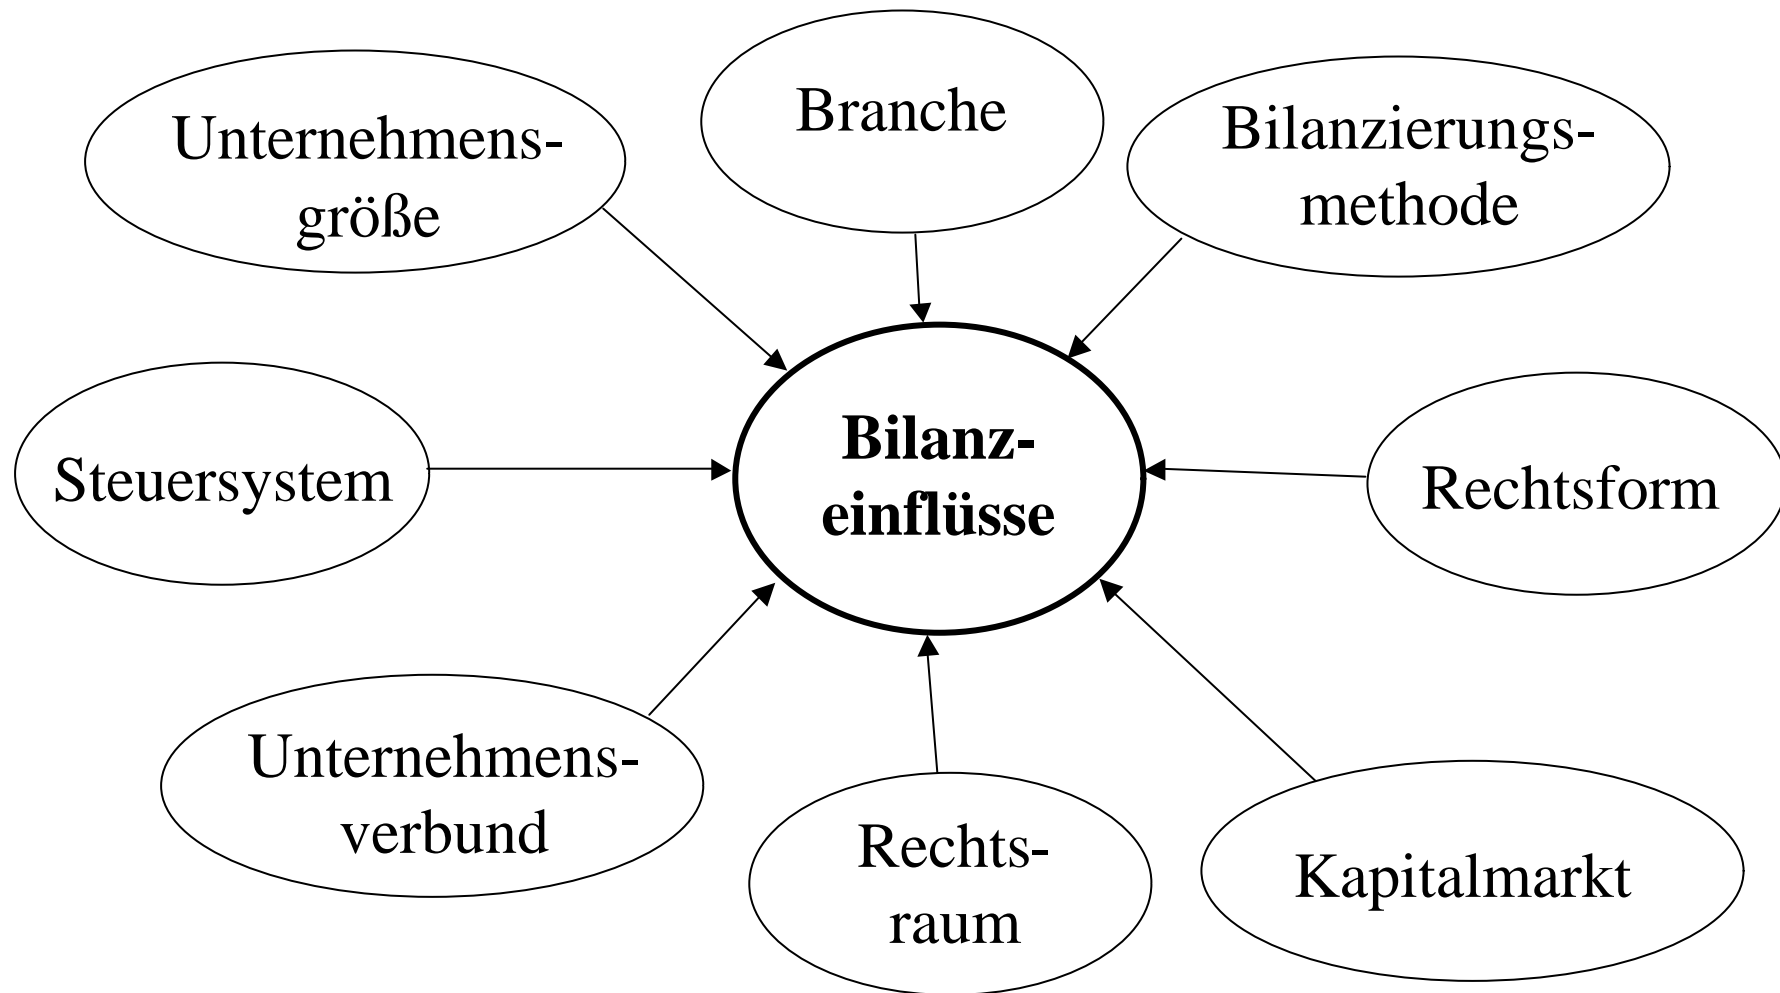 Unternehmens-
größe
Branche
Bilanzierungs-
methode
Steuersystem
Bilanz-
einflüsse
Rechtsform
Unternehmens-
verbund
Rechts-
raum
Kapitalmarkt